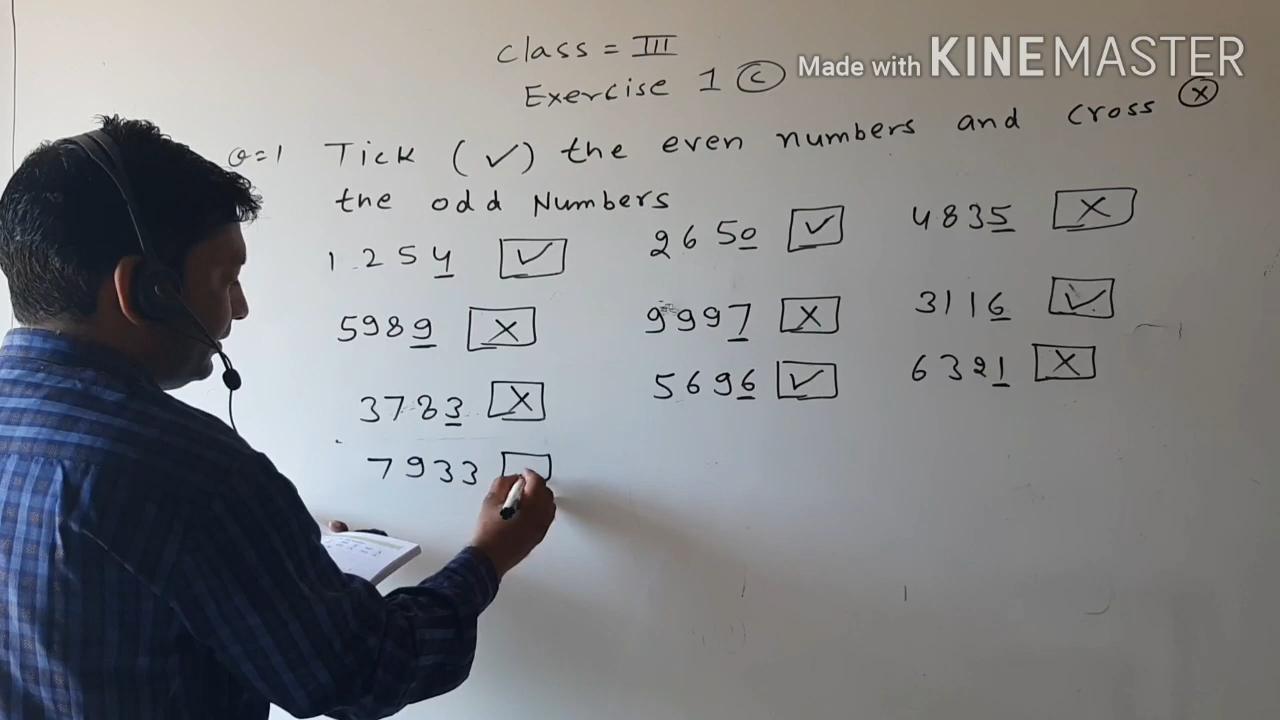 class = III
Made with KINEMASTER
Exercise 1 (c)
Q=1 Tick (✓) the even numbers and cross (x)
the odd Numbers
1254 ✓ 2650 ✓ 4835 X
5989 X 9997 X 3116 ✓
3783 X 5696 ✓ 6321 X
7933